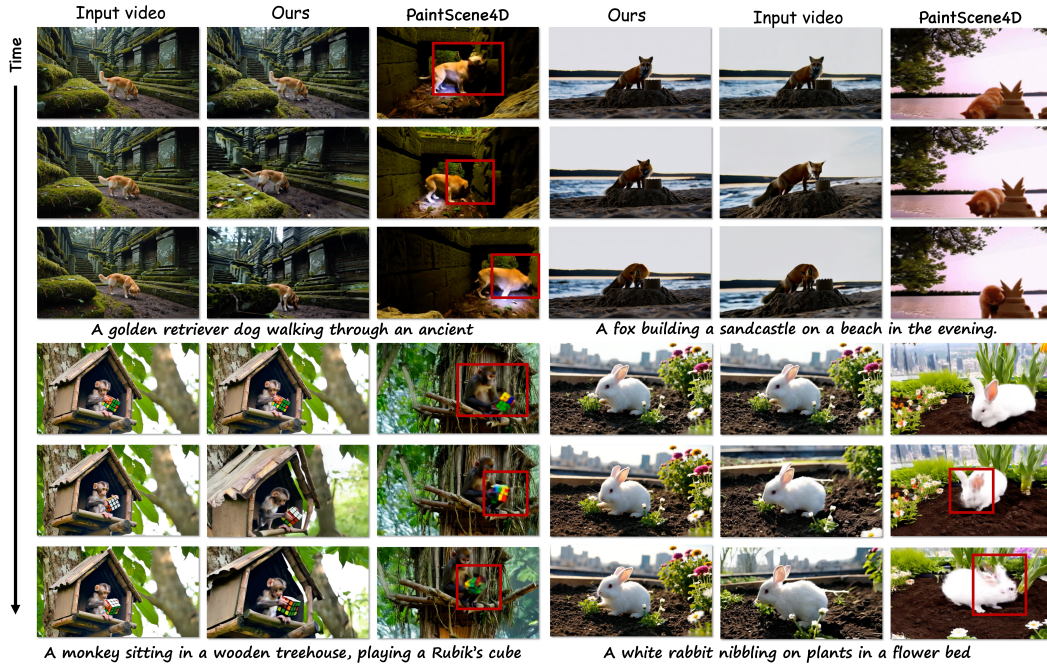 Input video Ours PaintScene4D Ours Input video PaintScene4D
Time
A golden retriever dog walking through an ancient
A fox building a sandcastle on a beach in the evening.
A monkey sitting in a wooden treehouse, playing a Rubik's cube
A white rabbit nibbling on plants in a flower bed